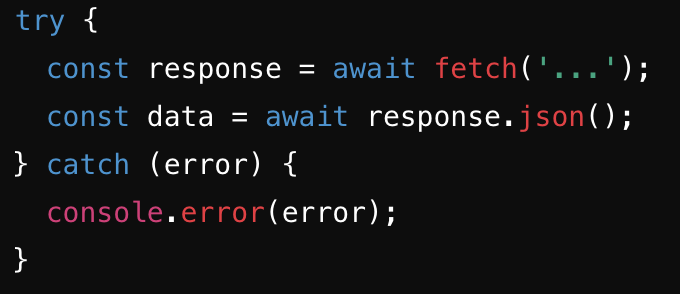 try {
  const response = await fetch('...');
  const data = await response.json();
} catch (error) {
  console.error(error);
}